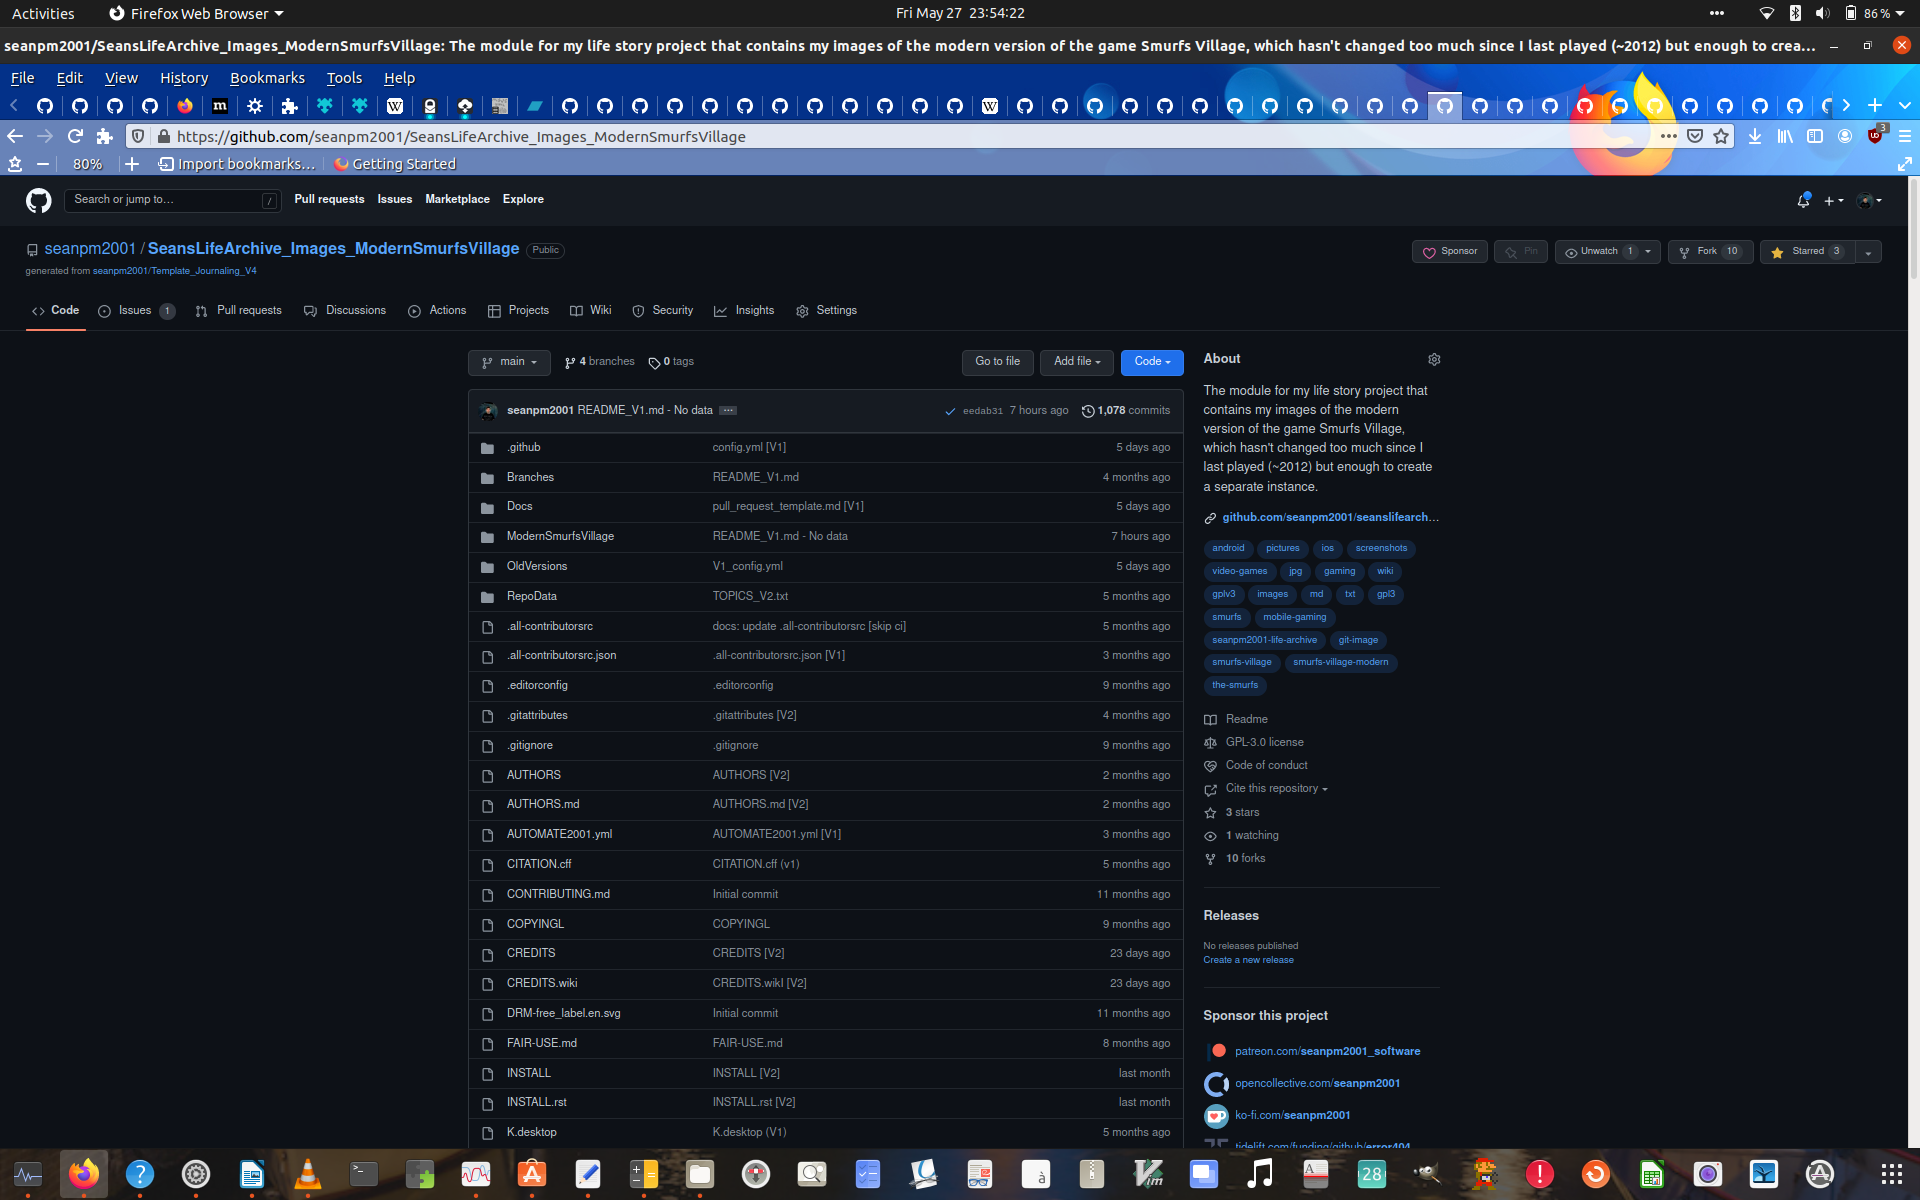 Activities
Firefox Web Browser
Fri May 27 23:54:22
86%
seanpm2001/SeansLifeArchive_Images_ModernSmurfsVillage: The module for my life story project that contains my images of the modern version of the game Smurfs Village, which hasn't changed too much since I last played (~2012) but enough to crea...
File Edit View History Bookmarks Tools Help
https://github.com/seanpm2001/SeansLifeArchive_Images_ModernSmurfsVillage
3
80%
Import bookmarks...
Getting Started
Search or jump to...
/
Pull requests Issues Marketplace Explore
seanpm2001 / SeansLifeArchive_Images_ModernSmurfsVillage Public
generated from seanpm2001/Template_Journaling_V4
Sponsor
Pin
Unwatch 1
Fork 10
Starred 3
Code
Issues 1
Pull requests
Discussions
Actions
Projects
Wiki
Security
Insights
Settings
main
4 branches
0 tags
Go to file
Add file
Code
seanpm2001 README_V1.md - No data ... eedab31 7 hours ago 1,078 commits
.github config.yml [V1] 5 days ago
Branches README_V1.md 4 months ago
Docs pull_request_template.md [V1] 5 days ago
ModernSmurfsVillage README_V1.md - No data 7 hours ago
OldVersions V1_config.yml 5 days ago
RepoData TOPICS_V2.txt 5 months ago
.all-contributorsrc docs: update .all-contributorsrc [skip ci] 5 months ago
.all-contributorsrc.json .all-contributorsrc.json [V1] 3 months ago
.editorconfig .editorconfig 9 months ago
.gitattributes .gitattributes [V2] 4 months ago
.gitignore .gitignore 9 months ago
AUTHORS AUTHORS [V2] 2 months ago
AUTHORS.md AUTHORS.md [V2] 2 months ago
AUTOMATE2001.yml AUTOMATE2001.yml [V1] 3 months ago
CITATION.cff CITATION.cff (v1) 5 months ago
CONTRIBUTING.md Initial commit 11 months ago
COPYINGL COPYINGL 9 months ago
CREDITS CREDITS [V2] 23 days ago
CREDITS.wiki CREDITS.wikI [V2] 23 days ago
DRM-free_label.en.svg Initial commit 11 months ago
FAIR-USE.md FAIR-USE.md 8 months ago
INSTALL INSTALL [V2] last month
INSTALL.rst INSTALL.rst [V2] last month
K.desktop K.desktop (V1) 5 months ago
About
The module for my life story project that
contains my images of the modern
version of the game Smurfs Village,
which hasn't changed too much since I
last played (~2012) but enough to create
a separate instance.
github.com/seanpm2001/seanslifearch...
android pictures ios screenshots
video-games jpg gaming wiki
gplv3 images md txt gpl3
smurfs mobile-gaming
seanpm2001-life-archive git-image
smurfs-village smurfs-village-modern
the-smurfs
Readme
GPL-3.0 license
Code of conduct
Cite this repository
3 stars
1 watching
10 forks
Releases
No releases published
Create a new release
Sponsor this project
patreon.com/seanpm2001_software
opencollective.com/seanpm2001
ko-fi.com/seanpm2001
tidelift.com/funding/github/error404
28